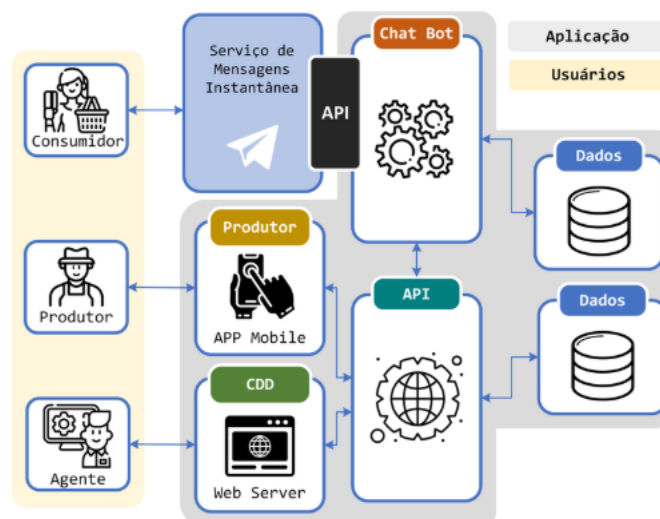 Serviço de
Mensagens
Instantânea
API
Chat Bot
Aplicação
Usuários
Consumidor
Dados
Produtor
APP Mobile
API
Dados
Produtor
CDD
Web Server
Agente